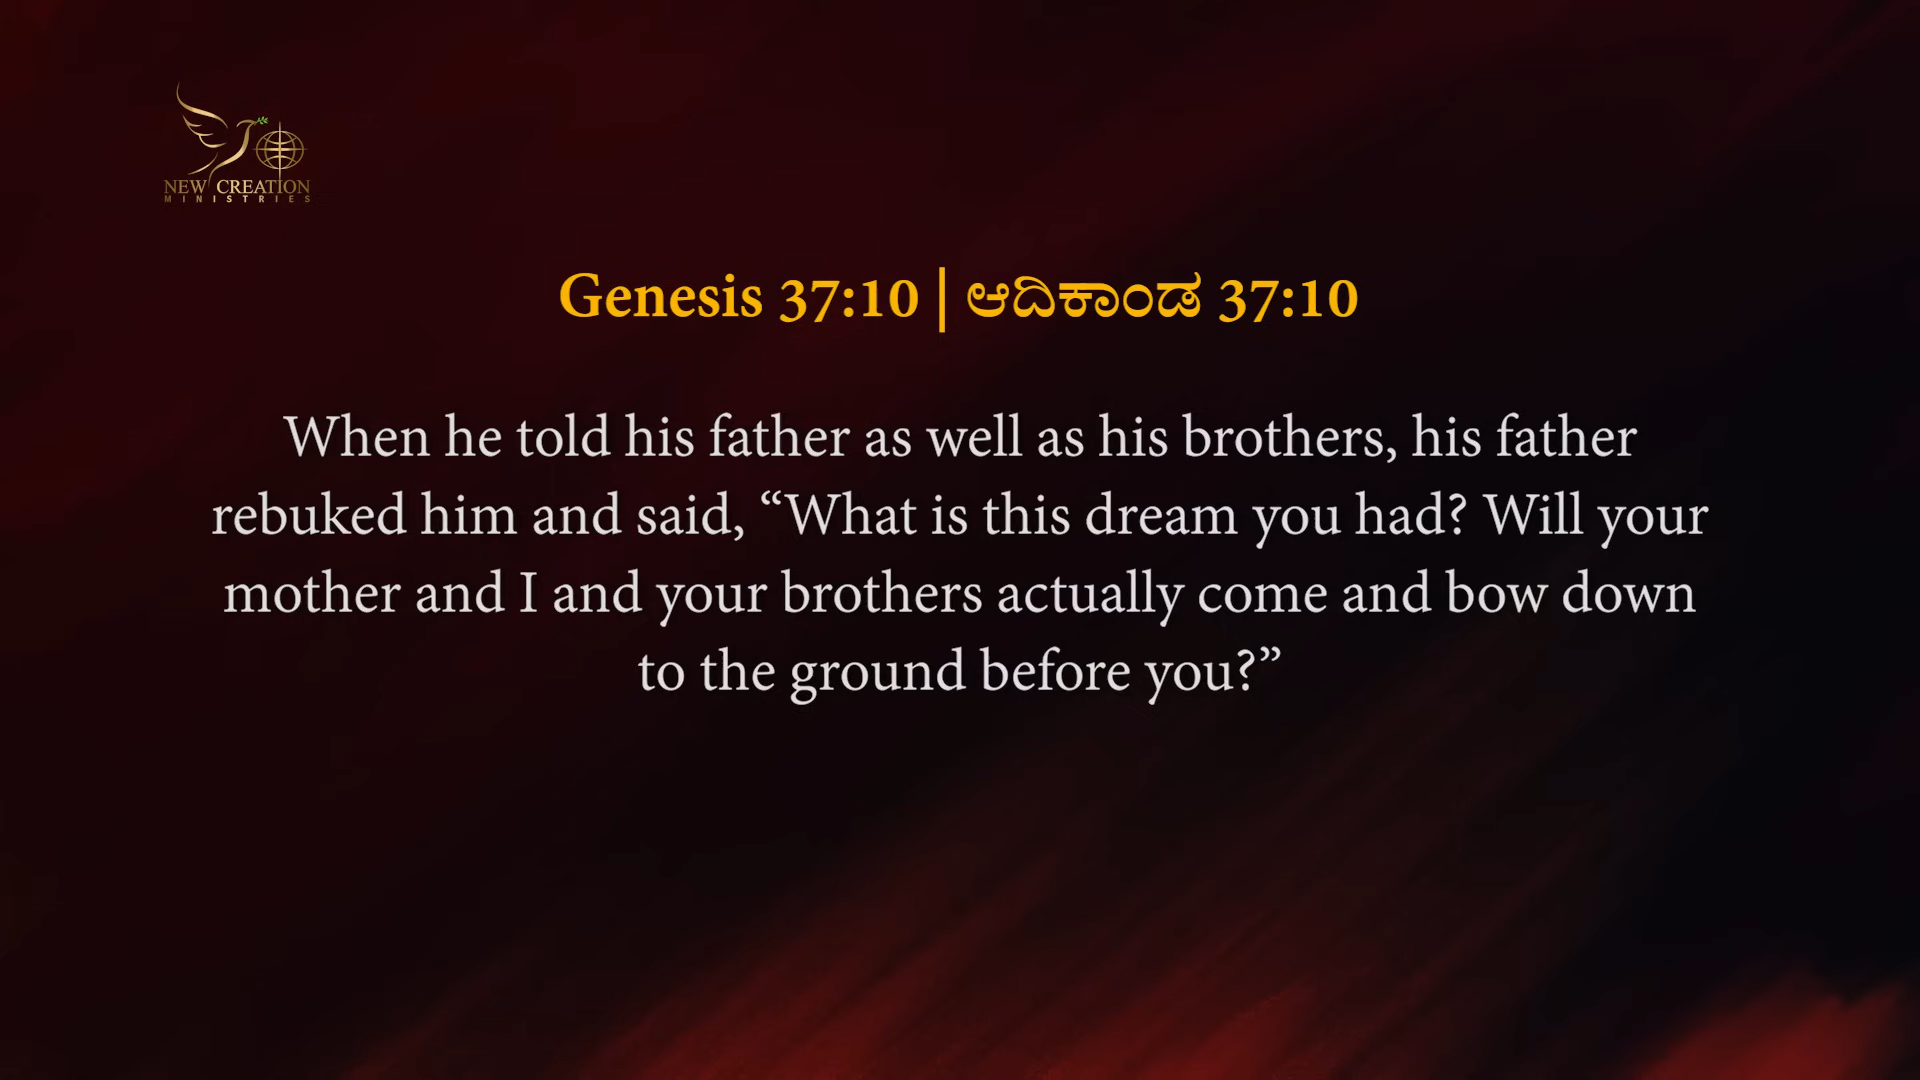 NEW CREATION
MINISTRIES
Genesis 37:10 | ಆದಿಕಾಂಡ 37:10
When he told his father as well as his brothers, his father
rebuked him and said, “What is this dream you had? Will your
mother and I and your brothers actually come and bow down
to the ground before you?”